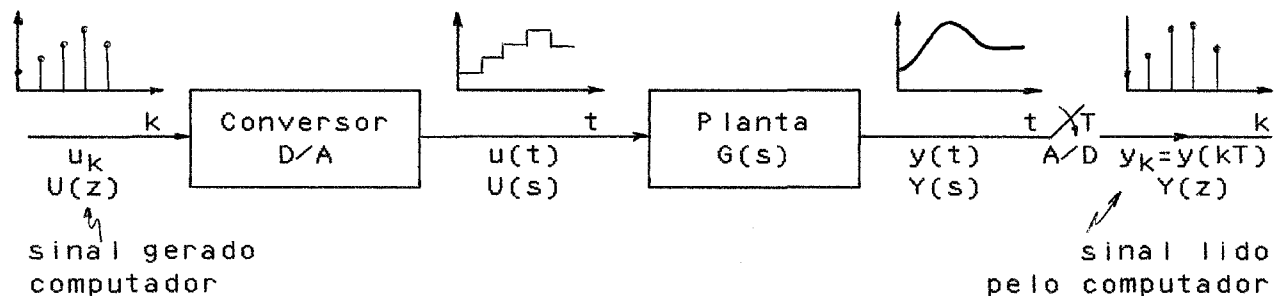 k
Conversor
D/A
t
Planta
G(s)
t
T
A/D
k
u_k
U(z)
u(t)
U(s)
y(t)
Y(s)
y_k=y(kT)
Y(z)
sinal gerado
computador
sinal lido
pelo computador